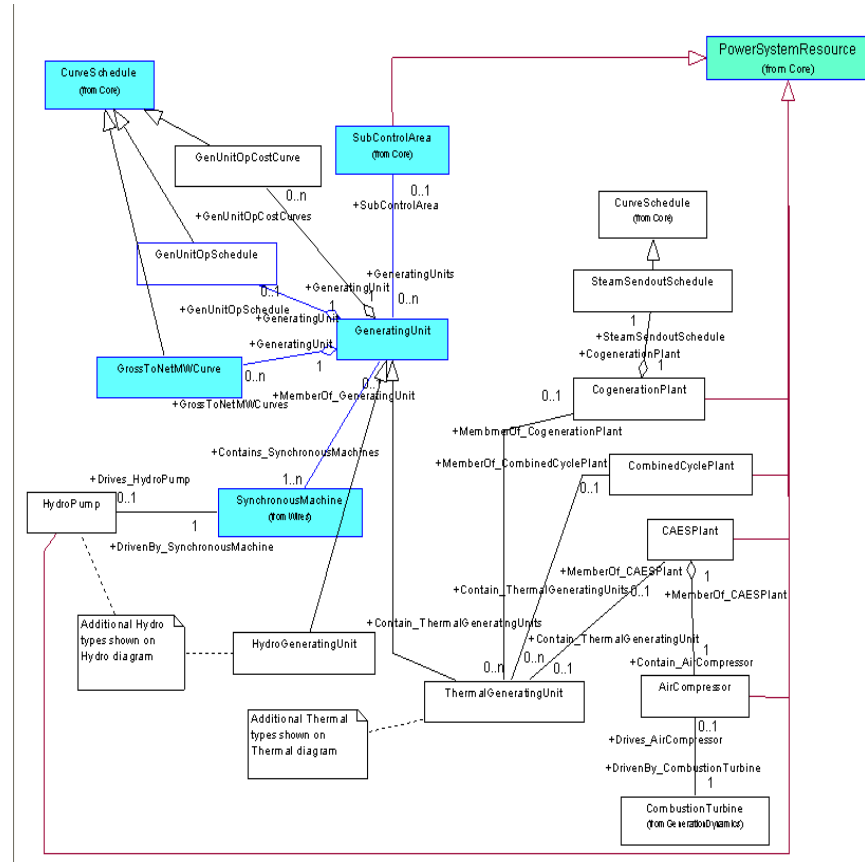 PowerSystemResource
(from Core)
CurveSchedule
(from Core)
SubControlArea
(from Core)
GenUnitOpCostCurve
0..n
0..1
+SubControlArea
+GenUnitOpCostCurves
CurveSchedule
(from Core)
GenUnitOpSchedule
+GeneratingUnits
0..n
0..1
+GeneratingUnit
1
1
+GenUnitOpSchedule
+GeneratingUnit
SteamSendoutSchedule
1
+SteamSendoutSchedule
+GeneratingUnit
1
GeneratingUnit
+CogenerationPlant
1
GrossToNetMWCurve
0..n
+GrossToNetMWCurves
+MemberOf_GeneratingUnit
CogenerationPlant
0..1
+MembmerOf_CogenerationPlant
+Contains_SynchronousMachines
1..n
+MemberOf_CombinedCyclePlant
0..1
CombinedCyclePlant
+Drives_HydroPump
0..1
HydroPump
SynchronousMachine
(from Wires)
1
+DrivenBy_SynchronousMachine
CAESPlant
+MemberOf_CAESPlant
0..1
1
+MemberOf_CAESPlant
+Contain_ThermalGeneratingUnits
+Contain_ThermalGeneratingUnits
+Contain_ThermalGeneratingUnit
Additional Hydro
types shown on
Hydro diagram
HydroGeneratingUnit
0..n
0..n
0..1
1
+Contain_AirCompressor
ThermalGeneratingUnit
AirCompressor
0..1
+Drives_AirCompressor
Additional Thermal
types shown on
Thermal diagram
+DrivenBy_CombustionTurbine
1
CombustionTurbine
(from GenerationDynamics)